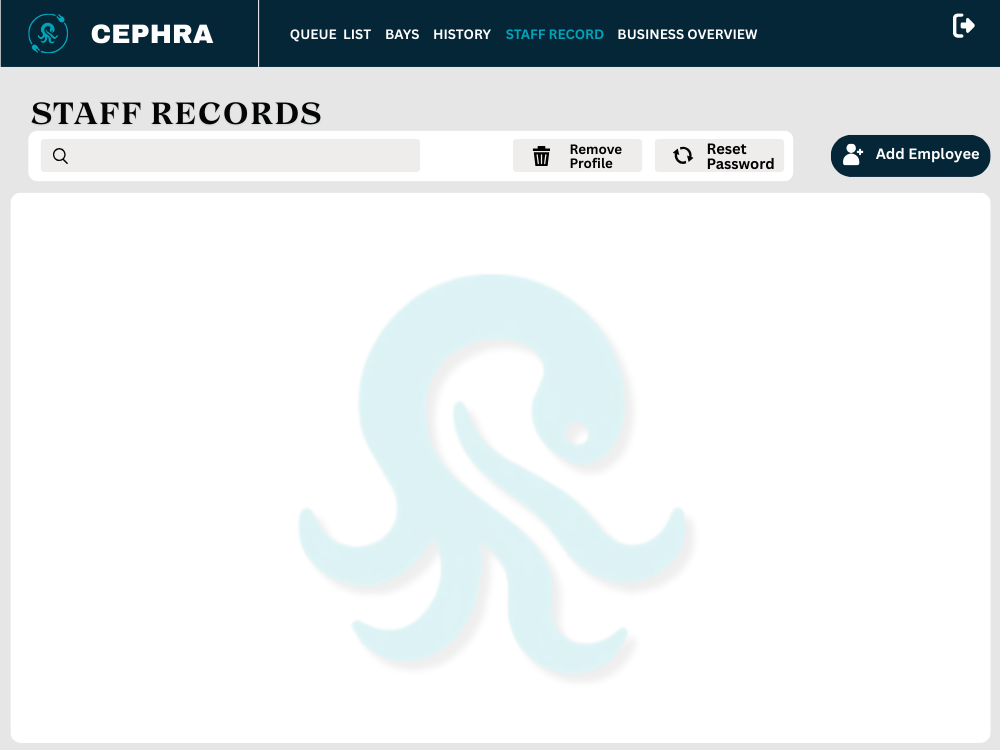 CEPHRA
QUEUE LIST BAYS HISTORY STAFF RECORD BUSINESS OVERVIEW
STAFF RECORDS
Remove
Profile
Reset
Password
Add Employee